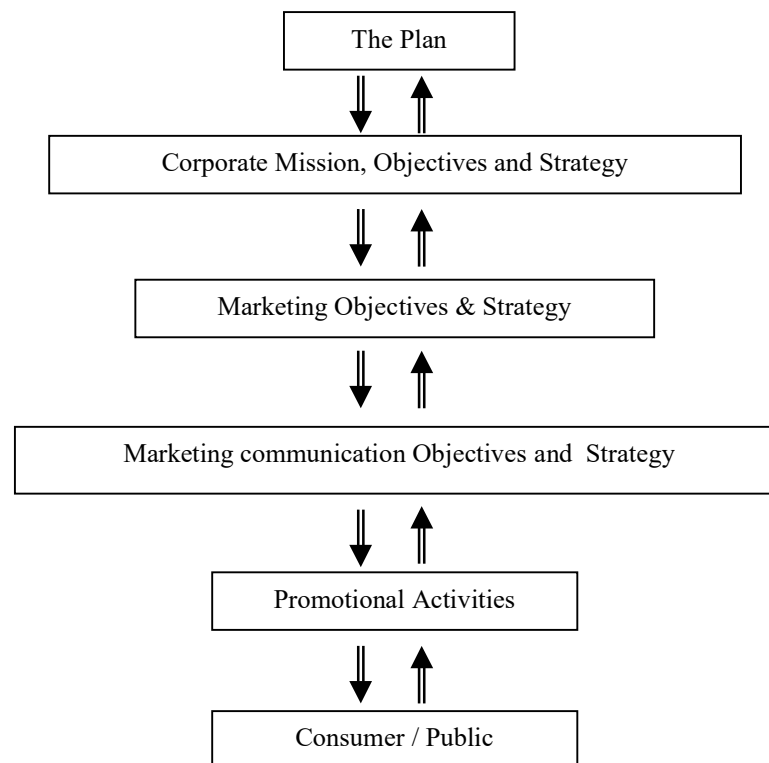 The Plan
Corporate Mission, Objectives and Strategy
Marketing Objectives & Strategy
Marketing communication Objectives and  Strategy
Promotional Activities
Consumer / Public